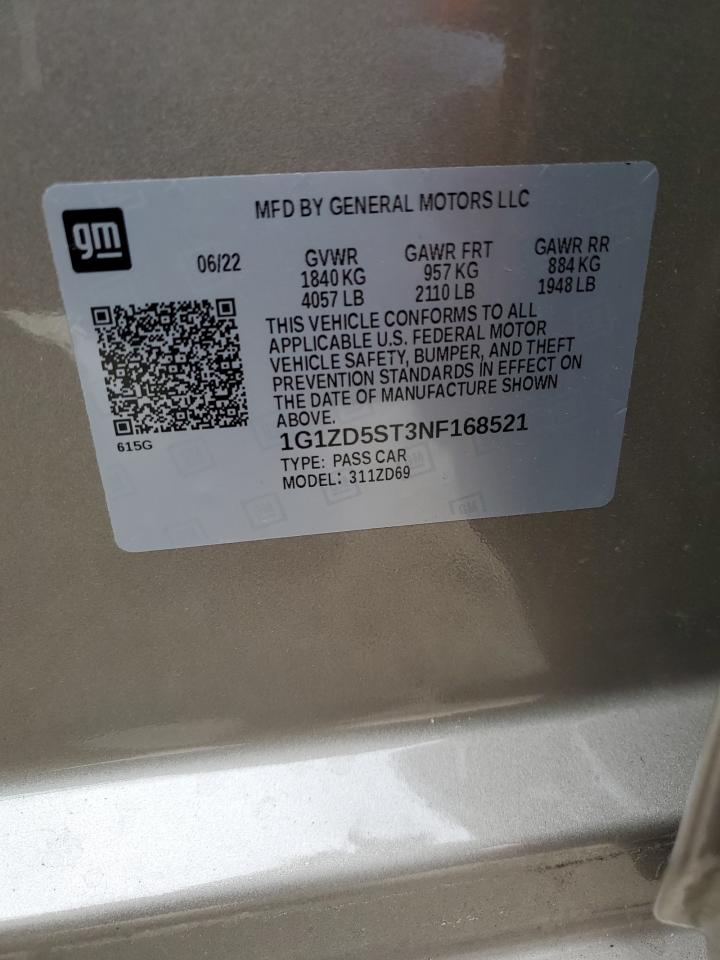 MFD BY GENERAL MOTORS LLC
gm
06/22
GVWR
1840 KG
4057 LB
GAWR FRT
957 KG
2110 LB
GAWR RR
884 KG
1948 LB
THIS VEHICLE CONFORMS TO ALL
APPLICABLE U.S. FEDERAL MOTOR
VEHICLE SAFETY, BUMPER, AND THEFT
PREVENTION STANDARDS IN EFFECT ON
THE DATE OF MANUFACTURE SHOWN
ABOVE.
615G
1G1ZD5ST3NF168521
TYPE: PASS CAR
MODEL: 311ZD69
GM